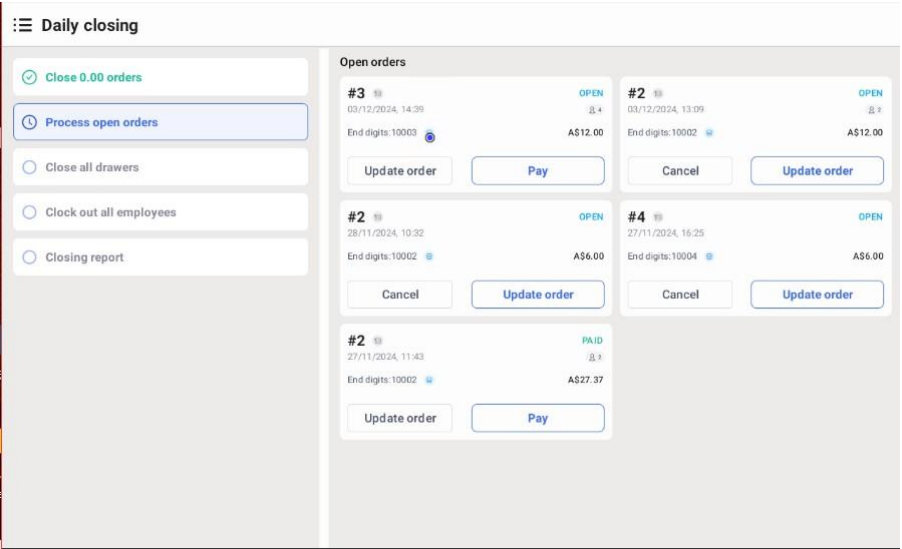 Daily closing
Close 0.00 orders
Process open orders
Close all drawers
Clock out all employees
Closing report
Open orders
#3 OPEN
03/12/2024, 14:39 4
End digits:10003 A$12.00
Update order Pay
#2 OPEN
03/12/2024, 13:09 2
End digits:10002 A$12.00
Cancel Update order
#2 OPEN
28/11/2024, 10:32
End digits:10002 A$6.00
Cancel Update order
#4 OPEN
27/11/2024, 16:25
End digits:10004 A$6.00
Cancel Update order
#2 PAID
27/11/2024, 11:43 2
End digits:10002 A$27.37
Update order Pay